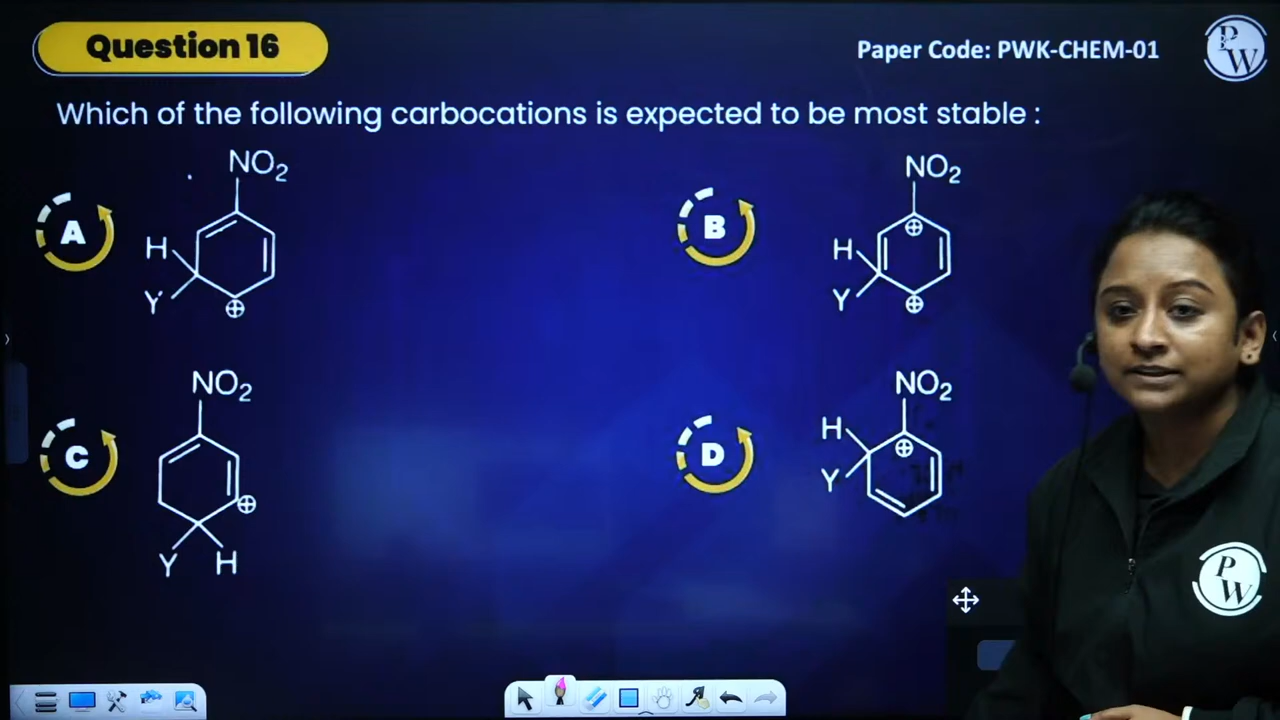 Question 16
Paper Code: PWK-CHEM-01
P
W
Which of the following carbocations is expected to be most stable :
A
NO2
H
Y
⊕
B
NO2
⊕
H
Y
⊕
C
NO2
⊕
Y H
D
NO2
H
⊕
Y
P
W